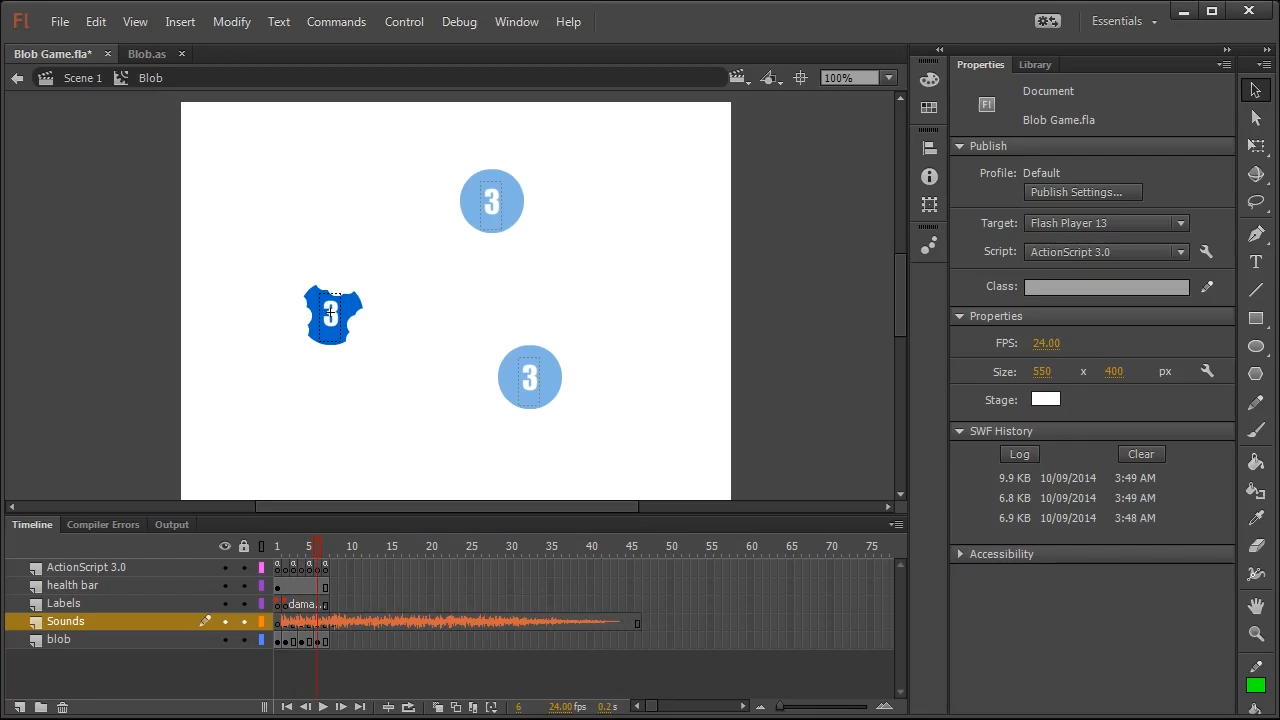 Fl File Edit View Insert Modify Text Commands Control Debug Window Help Essentials
Blob Game.fla* × Blob.as ×
Scene 1 Blob 100%
Properties Library
Document
Blob Game.fla
Publish
Profile: Default
Publish Settings...
Target: Flash Player 13
Script: ActionScript 3.0
Class:
Properties
FPS: 24.00
Size: 550 x 400 px
Stage:
SWF History
Log Clear
9.9 KB 10/09/2014 3:49 AM
6.8 KB 10/09/2014 3:49 AM
6.9 KB 10/09/2014 3:48 AM
Accessibility
3
3
3
Timeline Compiler Errors Output
1 5 10 15 20 25 30 35 40 45 50 55 60 65 70 75
ActionScript 3.0
health bar
Labels dama...
Sounds
blob
6 24.00 fps 0.2 s